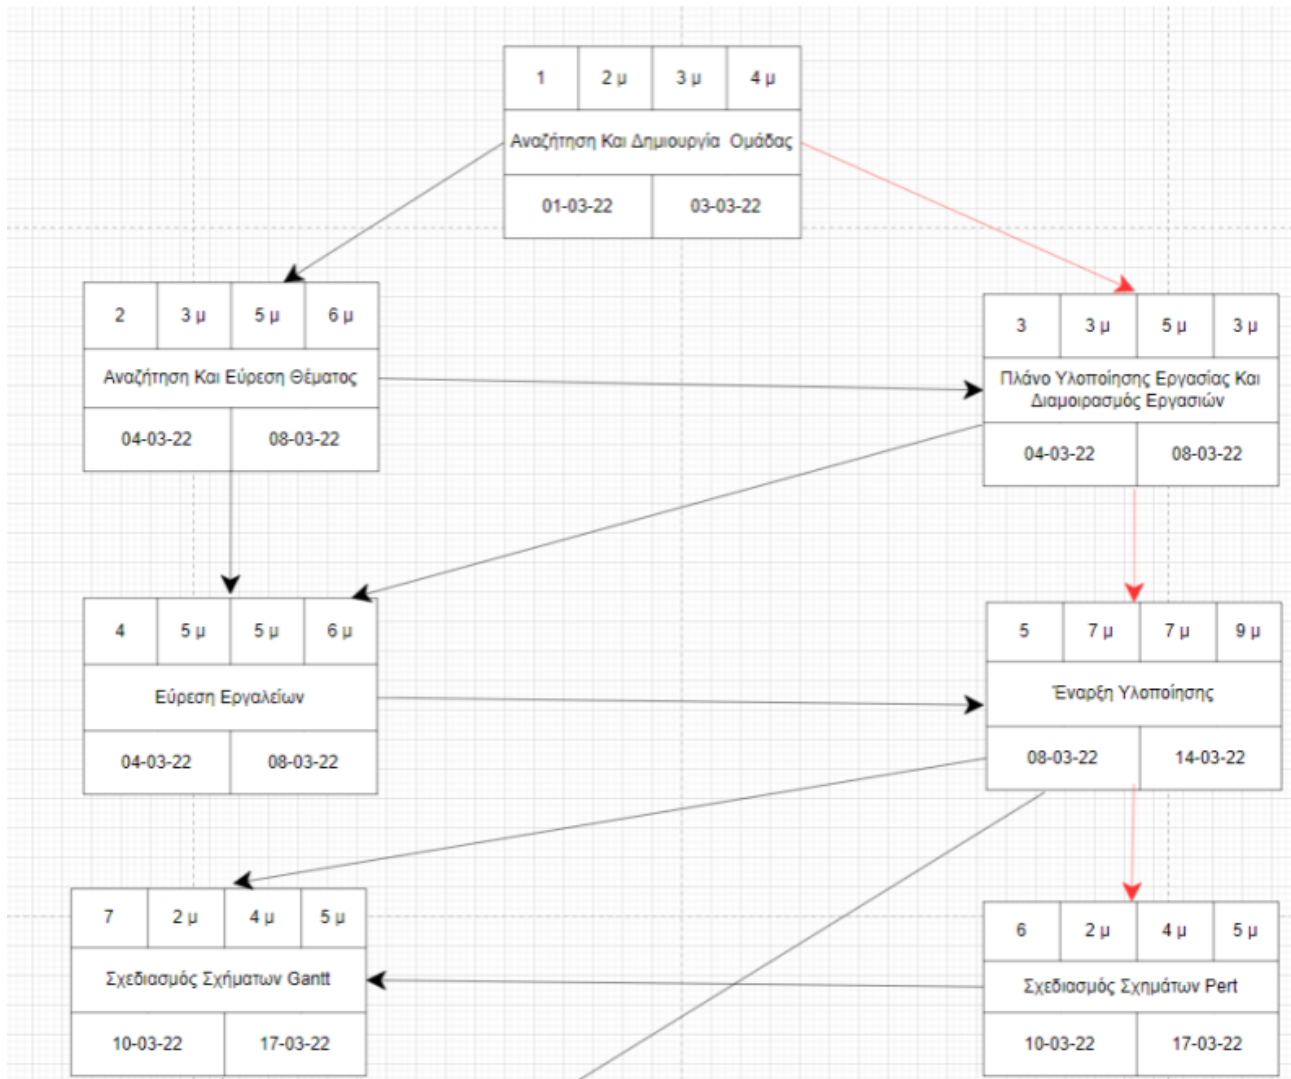 1 2 μ 3 μ 4 μ
Αναζήτηση Και Δημιουργία Ομάδας
01-03-22 03-03-22
2 3 μ 5 μ 6 μ
Αναζήτηση Και Εύρεση Θέματος
04-03-22 08-03-22
3 3 μ 5 μ 3 μ
Πλάνο Υλοποίησης Εργασίας Και
Διαμοιρασμός Εργασιών
04-03-22 08-03-22
4 5 μ 5 μ 6 μ
Εύρεση Εργαλείων
04-03-22 08-03-22
5 7 μ 7 μ 9 μ
Έναρξη Υλοποίησης
08-03-22 14-03-22
7 2 μ 4 μ 5 μ
Σχεδιασμός Σχήματων Gantt
10-03-22 17-03-22
6 2 μ 4 μ 5 μ
Σχεδιασμός Σχημάτων Pert
10-03-22 17-03-22